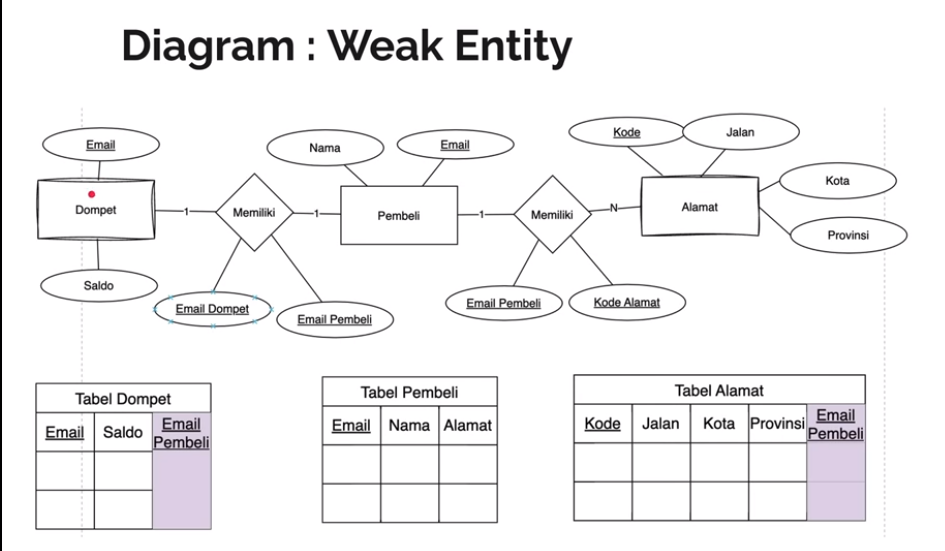 Diagram : Weak Entity
Email
Nama
Email
Kode
Jalan
Kota
Dompet
1
Memiliki
1
Pembeli
1
Memiliki
N
Alamat
Provinsi
Saldo
Email Dompet
Email Pembeli
Email Pembeli
Kode Alamat
Tabel Dompet
Email
Saldo
Email
Pembeli
Tabel Pembeli
Email
Nama
Alamat
Tabel Alamat
Kode
Jalan
Kota
Provinsi
Email
Pembeli